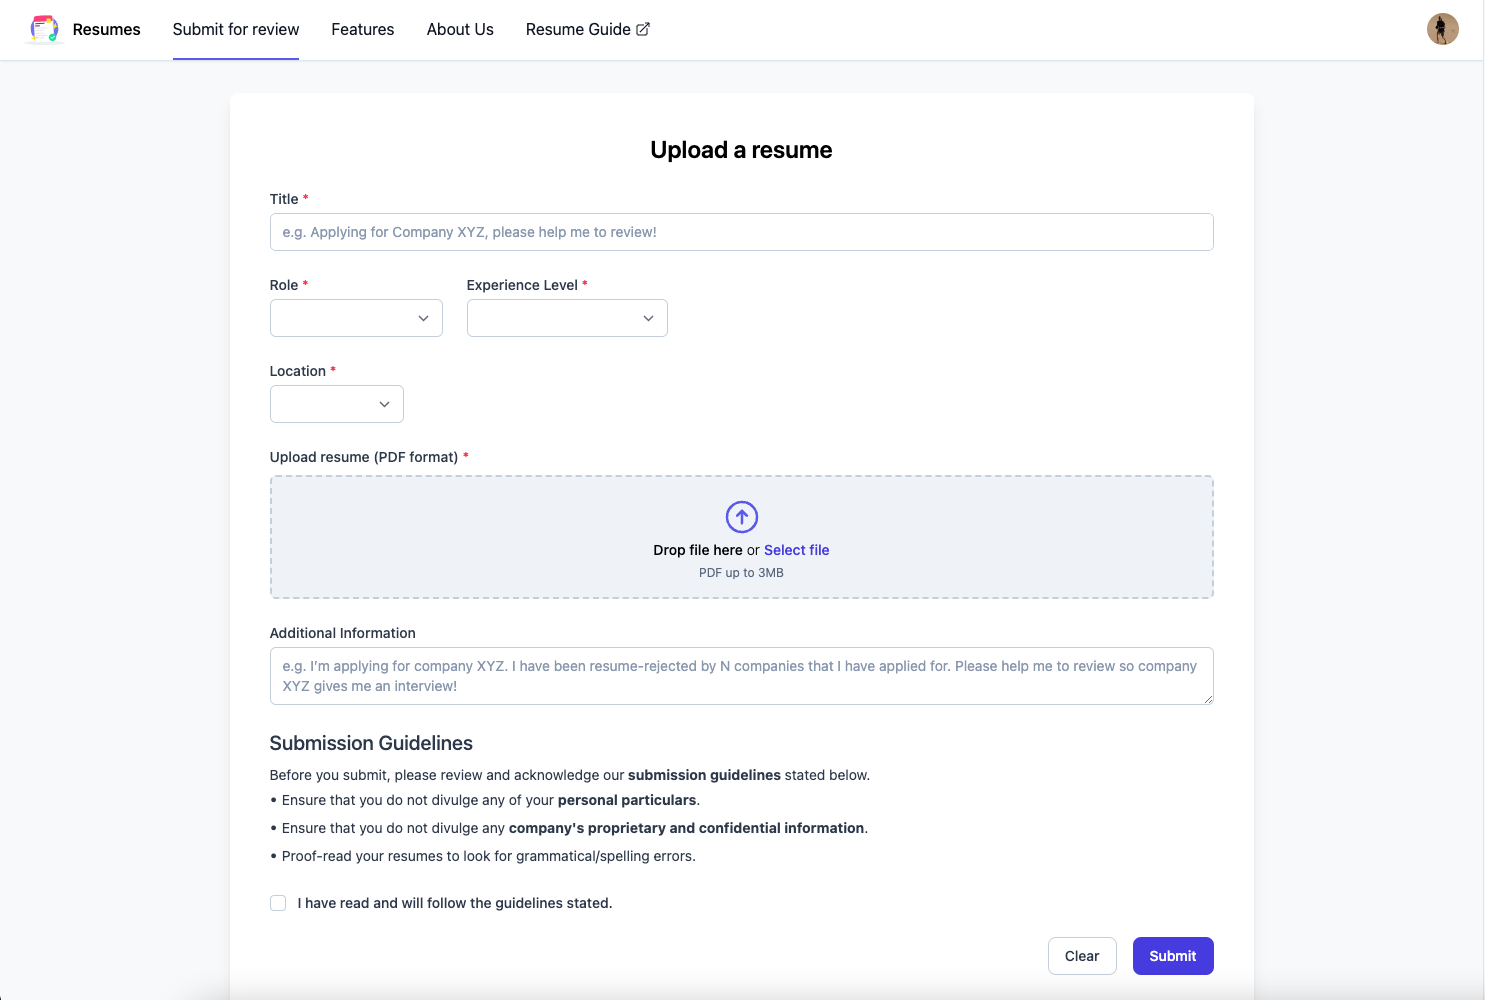 Resumes
Submit for review
Features
About Us
Resume Guide
Upload a resume
Title *
e.g. Applying for Company XYZ, please help me to review!
Role *
Experience Level *
Location *
Upload resume (PDF format) *
Drop file here or Select file
PDF up to 3MB
Additional Information
e.g. I’m applying for company XYZ. I have been resume-rejected by N companies that I have applied for. Please help me to review so company
XYZ gives me an interview!
Submission Guidelines
Before you submit, please review and acknowledge our submission guidelines stated below.
• Ensure that you do not divulge any of your personal particulars.
• Ensure that you do not divulge any company's proprietary and confidential information.
• Proof-read your resumes to look for grammatical/spelling errors.
I have read and will follow the guidelines stated.
Clear
Submit